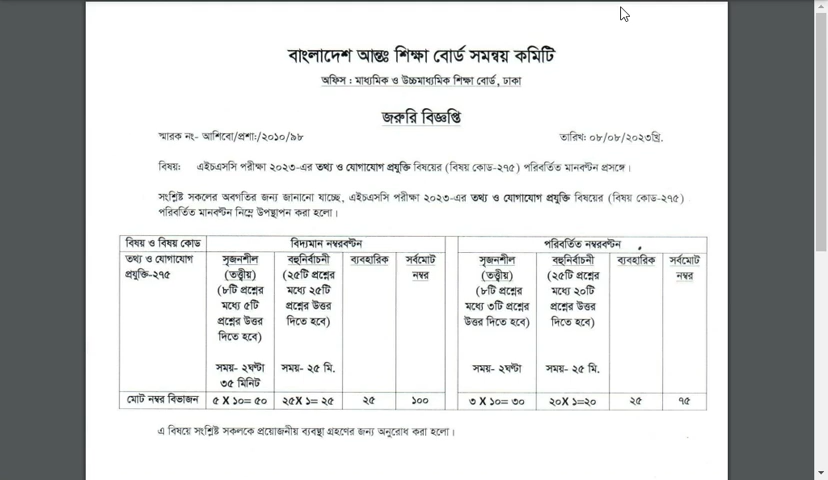 বাংলাদেশ আন্তঃ শিক্ষা বোর্ড সমন্বয় কমিটি
অফিস : মাধ্যমিক ও উচ্চমাধ্যমিক শিক্ষা বোর্ড, ঢাকা
জরুরি বিজ্ঞপ্তি
স্মারক নং- আশিবো/প্রশা:/২০১০/৯৮ তারিখ: ০৮/০৮/২০২৩খ্রি.
বিষয়: এইচএসসি পরীক্ষা ২০২৩-এর তথ্য ও যোগাযোগ প্রযুক্তি বিষয়ের (বিষয় কোড-২৭৫) পরিবর্তিত মানবণ্টন প্রসঙ্গে।
সংশ্লিষ্ট সকলের অবগতির জন্য জানানো যাচ্ছে, এইচএসসি পরীক্ষা ২০২৩-এর তথ্য ও যোগাযোগ প্রযুক্তি বিষয়ের (বিষয় কোড-২৭৫)
পরিবর্তিত মানবণ্টন নিম্নে উপস্থাপন করা হলো।
বিষয় ও বিষয় কোড বিদ্যমান নম্বরবণ্টন পরিবর্তিত নম্বরবণ্টন
তথ্য ও যোগাযোগ সৃজনশীল বহুনির্বাচনী ব্যবহারিক সর্বমোট সৃজনশীল বহুনির্বাচনী ব্যবহারিক সর্বমোট
প্রযুক্তি-২৭৫ (তত্ত্বীয়) (২৫টি প্রশ্নের নম্বর (তত্ত্বীয়) (২৫টি প্রশ্নের নম্বর
(৮টি প্রশ্নের মধ্যে ২৫টি (৮টি প্রশ্নের মধ্যে ২০টি
মধ্যে ৫টি প্রশ্নের উত্তর মধ্যে ৩টি প্রশ্নের প্রশ্নের উত্তর
প্রশ্নের উত্তর দিতে হবে) উত্তর দিতে হবে) দিতে হবে)
দিতে হবে)
সময়- ২ঘণ্টা সময়- ২৫ মি. সময়- ২ঘণ্টা সময়- ২৫ মি.
৩৫ মিনিট
মোট নম্বর বিভাজন ৫ X ১০= ৫০ ২৫X ১= ২৫ ২৫ ১০০ ৩ X ১০= ৩০ ২০X ১=২০ ২৫ ৭৫
এ বিষয়ে সংশ্লিষ্ট সকলকে প্রয়োজনীয় ব্যবস্থা গ্রহণের জন্য অনুরোধ করা হলো।